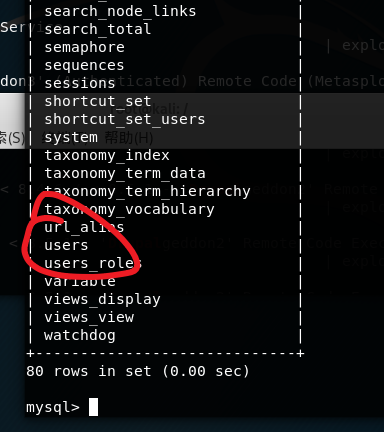 | search_node_links |
| search_total |
| semaphore |
| sequences |
| sessions |
| shortcut_set |
| shortcut_set_users |
| system |
| taxonomy_index |
| taxonomy_term_data |
| taxonomy_term_hierarchy |
| taxonomy_vocabulary |
| url_alias |
| users |
| users_roles |
| variable |
| views_display |
| views_view |
| watchdog |
+-----------------------------+
80 rows in set (0.00 sec)
mysql>